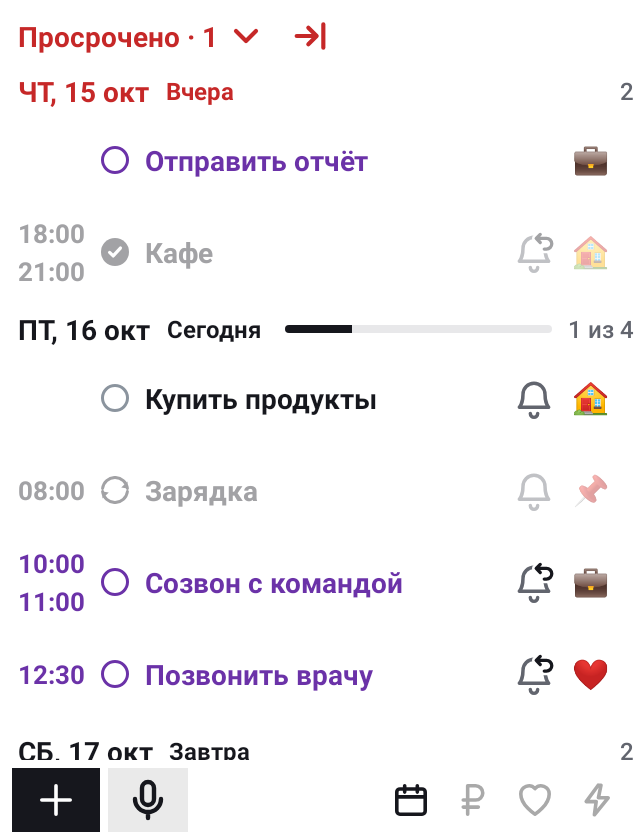 Просрочено · 1
ЧТ, 15 окт Вчера 2
Отправить отчёт
18:00
21:00 Кафе
ПТ, 16 окт Сегодня 1 из 4
Купить продукты
08:00 Зарядка
10:00
11:00 Созвон с командой
12:30 Позвонить врачу
СБ, 17 окт Завтра 2